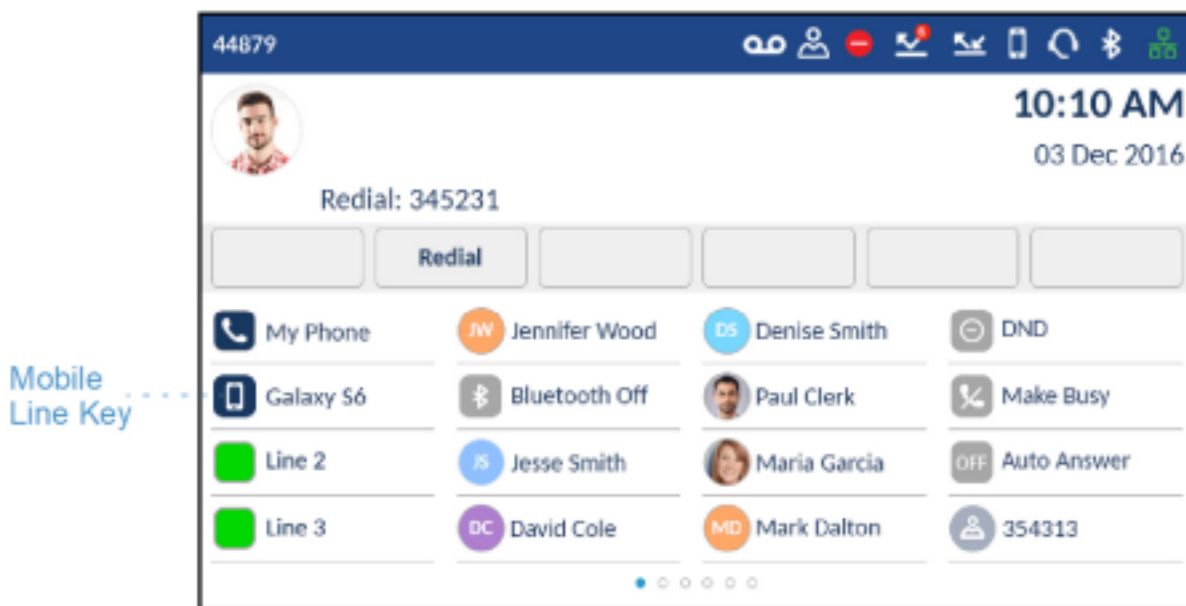 44879
10:10 AM
03 Dec 2016
Redial: 345231
Redial
My Phone
JW Jennifer Wood
DS Denise Smith
DND
Mobile
Line Key
Galaxy S6
Bluetooth Off
Paul Clerk
Make Busy
Line 2
JS Jesse Smith
Maria Garcia
OFF Auto Answer
Line 3
DC David Cole
MD Mark Dalton
354313